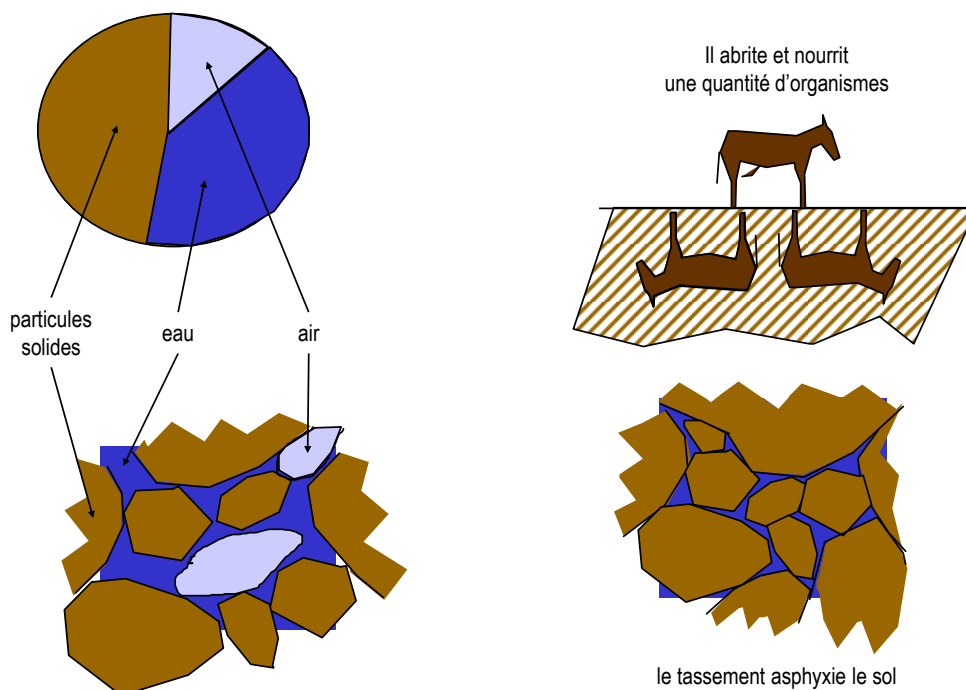 Il abrite et nourrit
une quantité d'organismes
particules
solides
eau
air
le tassement asphyxie le sol